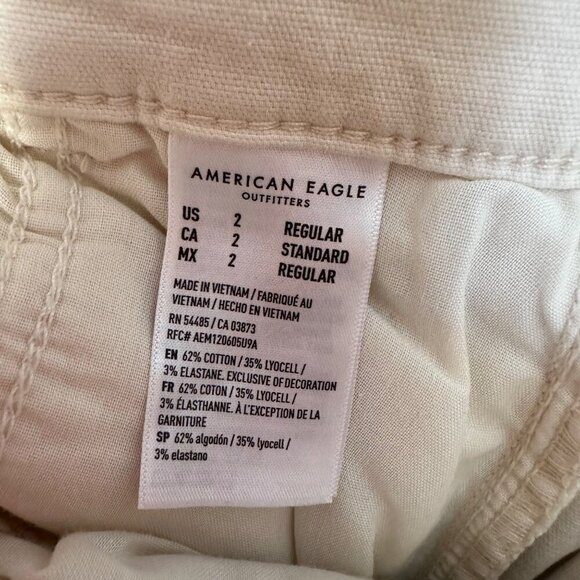 AMERICAN EAGLE
OUTFITTERS
US 2 REGULAR
CA 2 STANDARD
MX 2 REGULAR
MADE IN VIETNAM / FABRIQUÉ AU
VIETNAM / HECHO EN VIETNAM
RN 54485 / CA 03873
RFC# AEM120605U9A
EN 62% COTTON / 35% LYOCELL /
3% ELASTANE. EXCLUSIVE OF DECORATION
FR 62% COTON / 35% LYOCELL /
3% ÉLASTHANNE. À L'EXCEPTION DE LA
GARNITURE
SP 62% algodón / 35% lyocell /
3% elastano